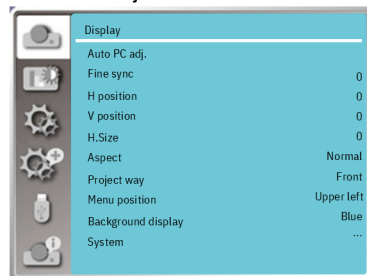 Display
Auto PC adj.
Fine sync 0
H position 0
V position 0
H.Size 0
Aspect Normal
Project way Front
Menu position Upper left
Background display Blue
System ...